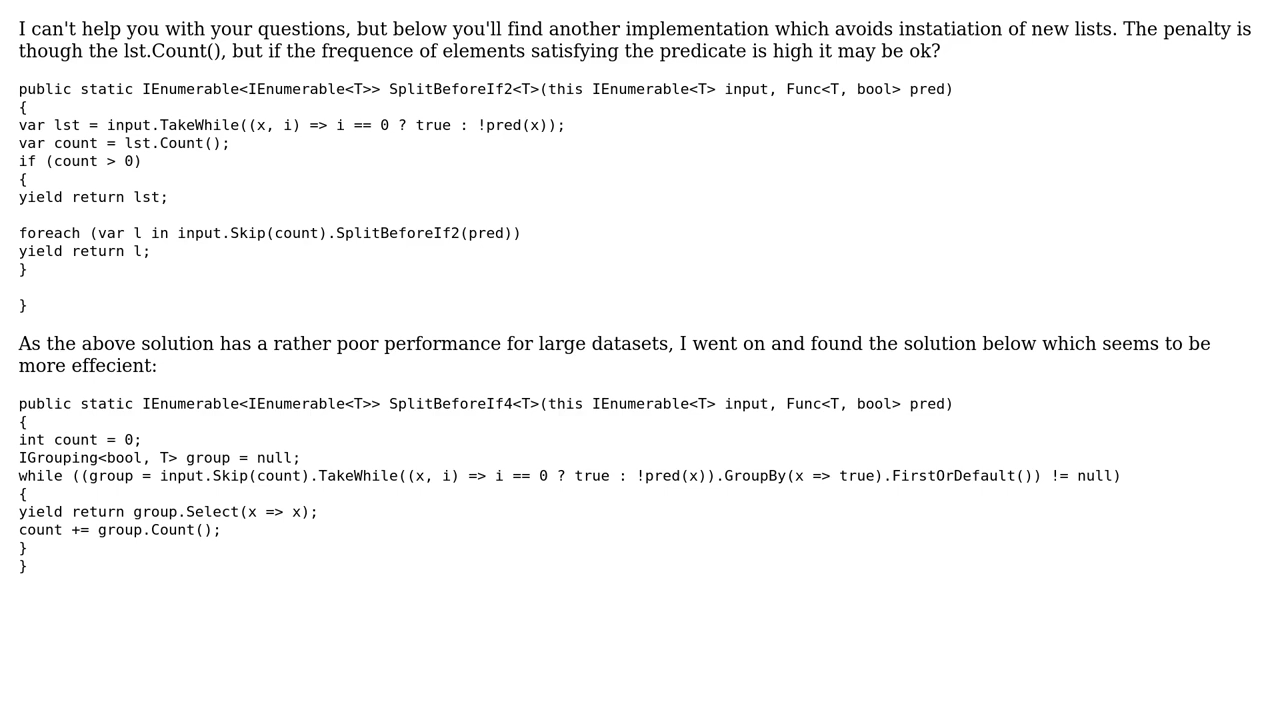 I can't help you with your questions, but below you'll find another implementation which avoids instatiation of new lists. The penalty is
though the lst.Count(), but if the frequence of elements satisfying the predicate is high it may be ok?
public static IEnumerable<IEnumerable<T>> SplitBeforeIf2<T>(this IEnumerable<T> input, Func<T, bool> pred)
{
var lst = input.TakeWhile((x, i) => i == 0 ? true : !pred(x));
var count = lst.Count();
if (count > 0)
{
yield return lst;
foreach (var l in input.Skip(count).SplitBeforeIf2(pred))
yield return l;
}
}
As the above solution has a rather poor performance for large datasets, I went on and found the solution below which seems to be
more effecient:
public static IEnumerable<IEnumerable<T>> SplitBeforeIf4<T>(this IEnumerable<T> input, Func<T, bool> pred)
{
int count = 0;
IGrouping<bool, T> group = null;
while ((group = input.Skip(count).TakeWhile((x, i) => i == 0 ? true : !pred(x)).GroupBy(x => true).FirstOrDefault()) != null)
{
yield return group.Select(x => x);
count += group.Count();
}
}